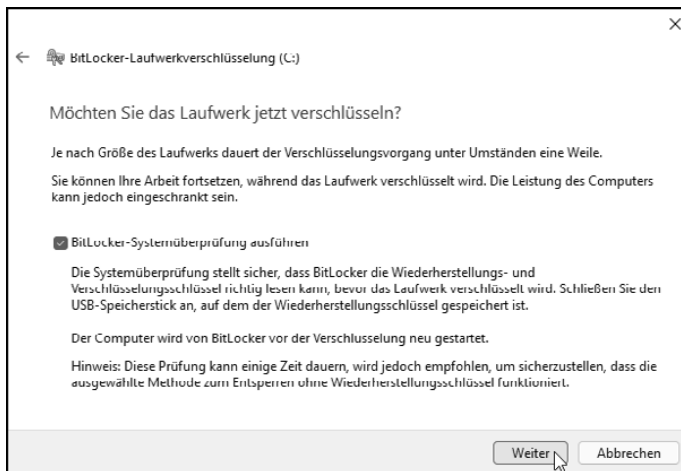 BitLocker-Laufwerkverschlüsselung (C:)
Möchten Sie das Laufwerk jetzt verschlüsseln?
Je nach Größe des Laufwerks dauert der Verschlüsselungsvorgang unter Umständen eine Weile.
Sie können Ihre Arbeit fortsetzen, während das Laufwerk verschlüsselt wird. Die Leistung des Computers
kann jedoch eingeschränkt sein.
BitLocker-Systemüberprüfung ausführen
Die Systemüberprüfung stellt sicher, dass BitLocker die Wiederherstellungs- und
Verschlüsselungsschlüssel richtig lesen kann, bevor das Laufwerk verschlüsselt wird. Schließen Sie den
USB-Speicherstick an, auf dem der Wiederherstellungsschlüssel gespeichert ist.
Der Computer wird von BitLocker vor der Verschlüsselung neu gestartet.
Hinweis: Diese Prüfung kann einige Zeit dauern, wird jedoch empfohlen, um sicherzustellen, dass die
ausgewählte Methode zum Entsperren ohne Wiederherstellungsschlüssel funktioniert.
Weiter
Abbrechen